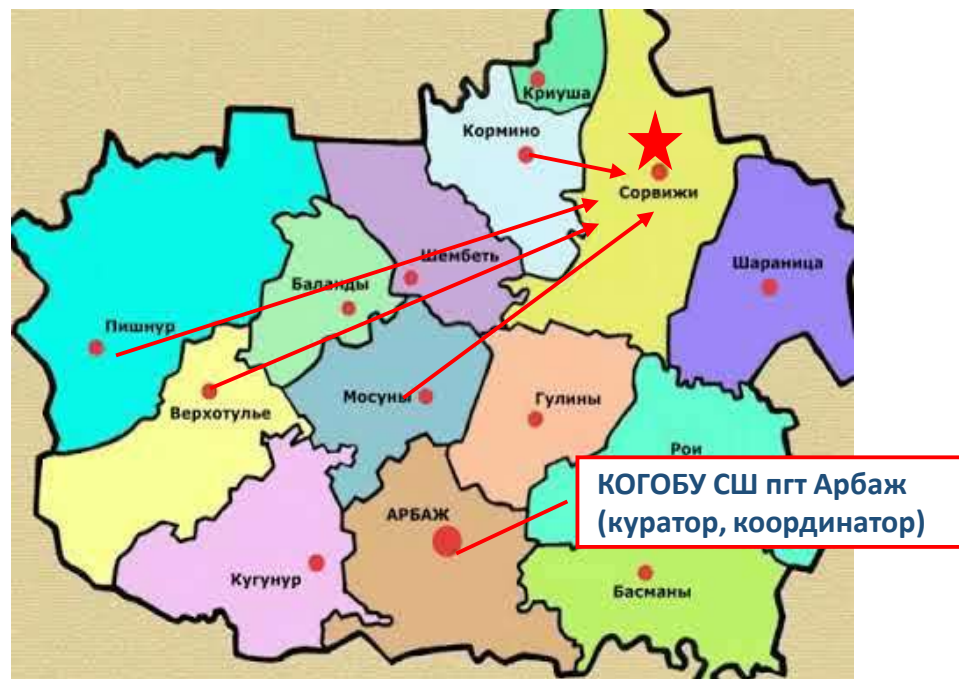 Криуша
Кормино
Сорвижи
Шембеть
Шараница
Баланды
Пишнур
Мосуны
Гулины
Верхотулье
Рои
КОГОБУ СШ пгт Арбаж
(куратор, координатор)
АРБАЖ
Кугунур
Басманы